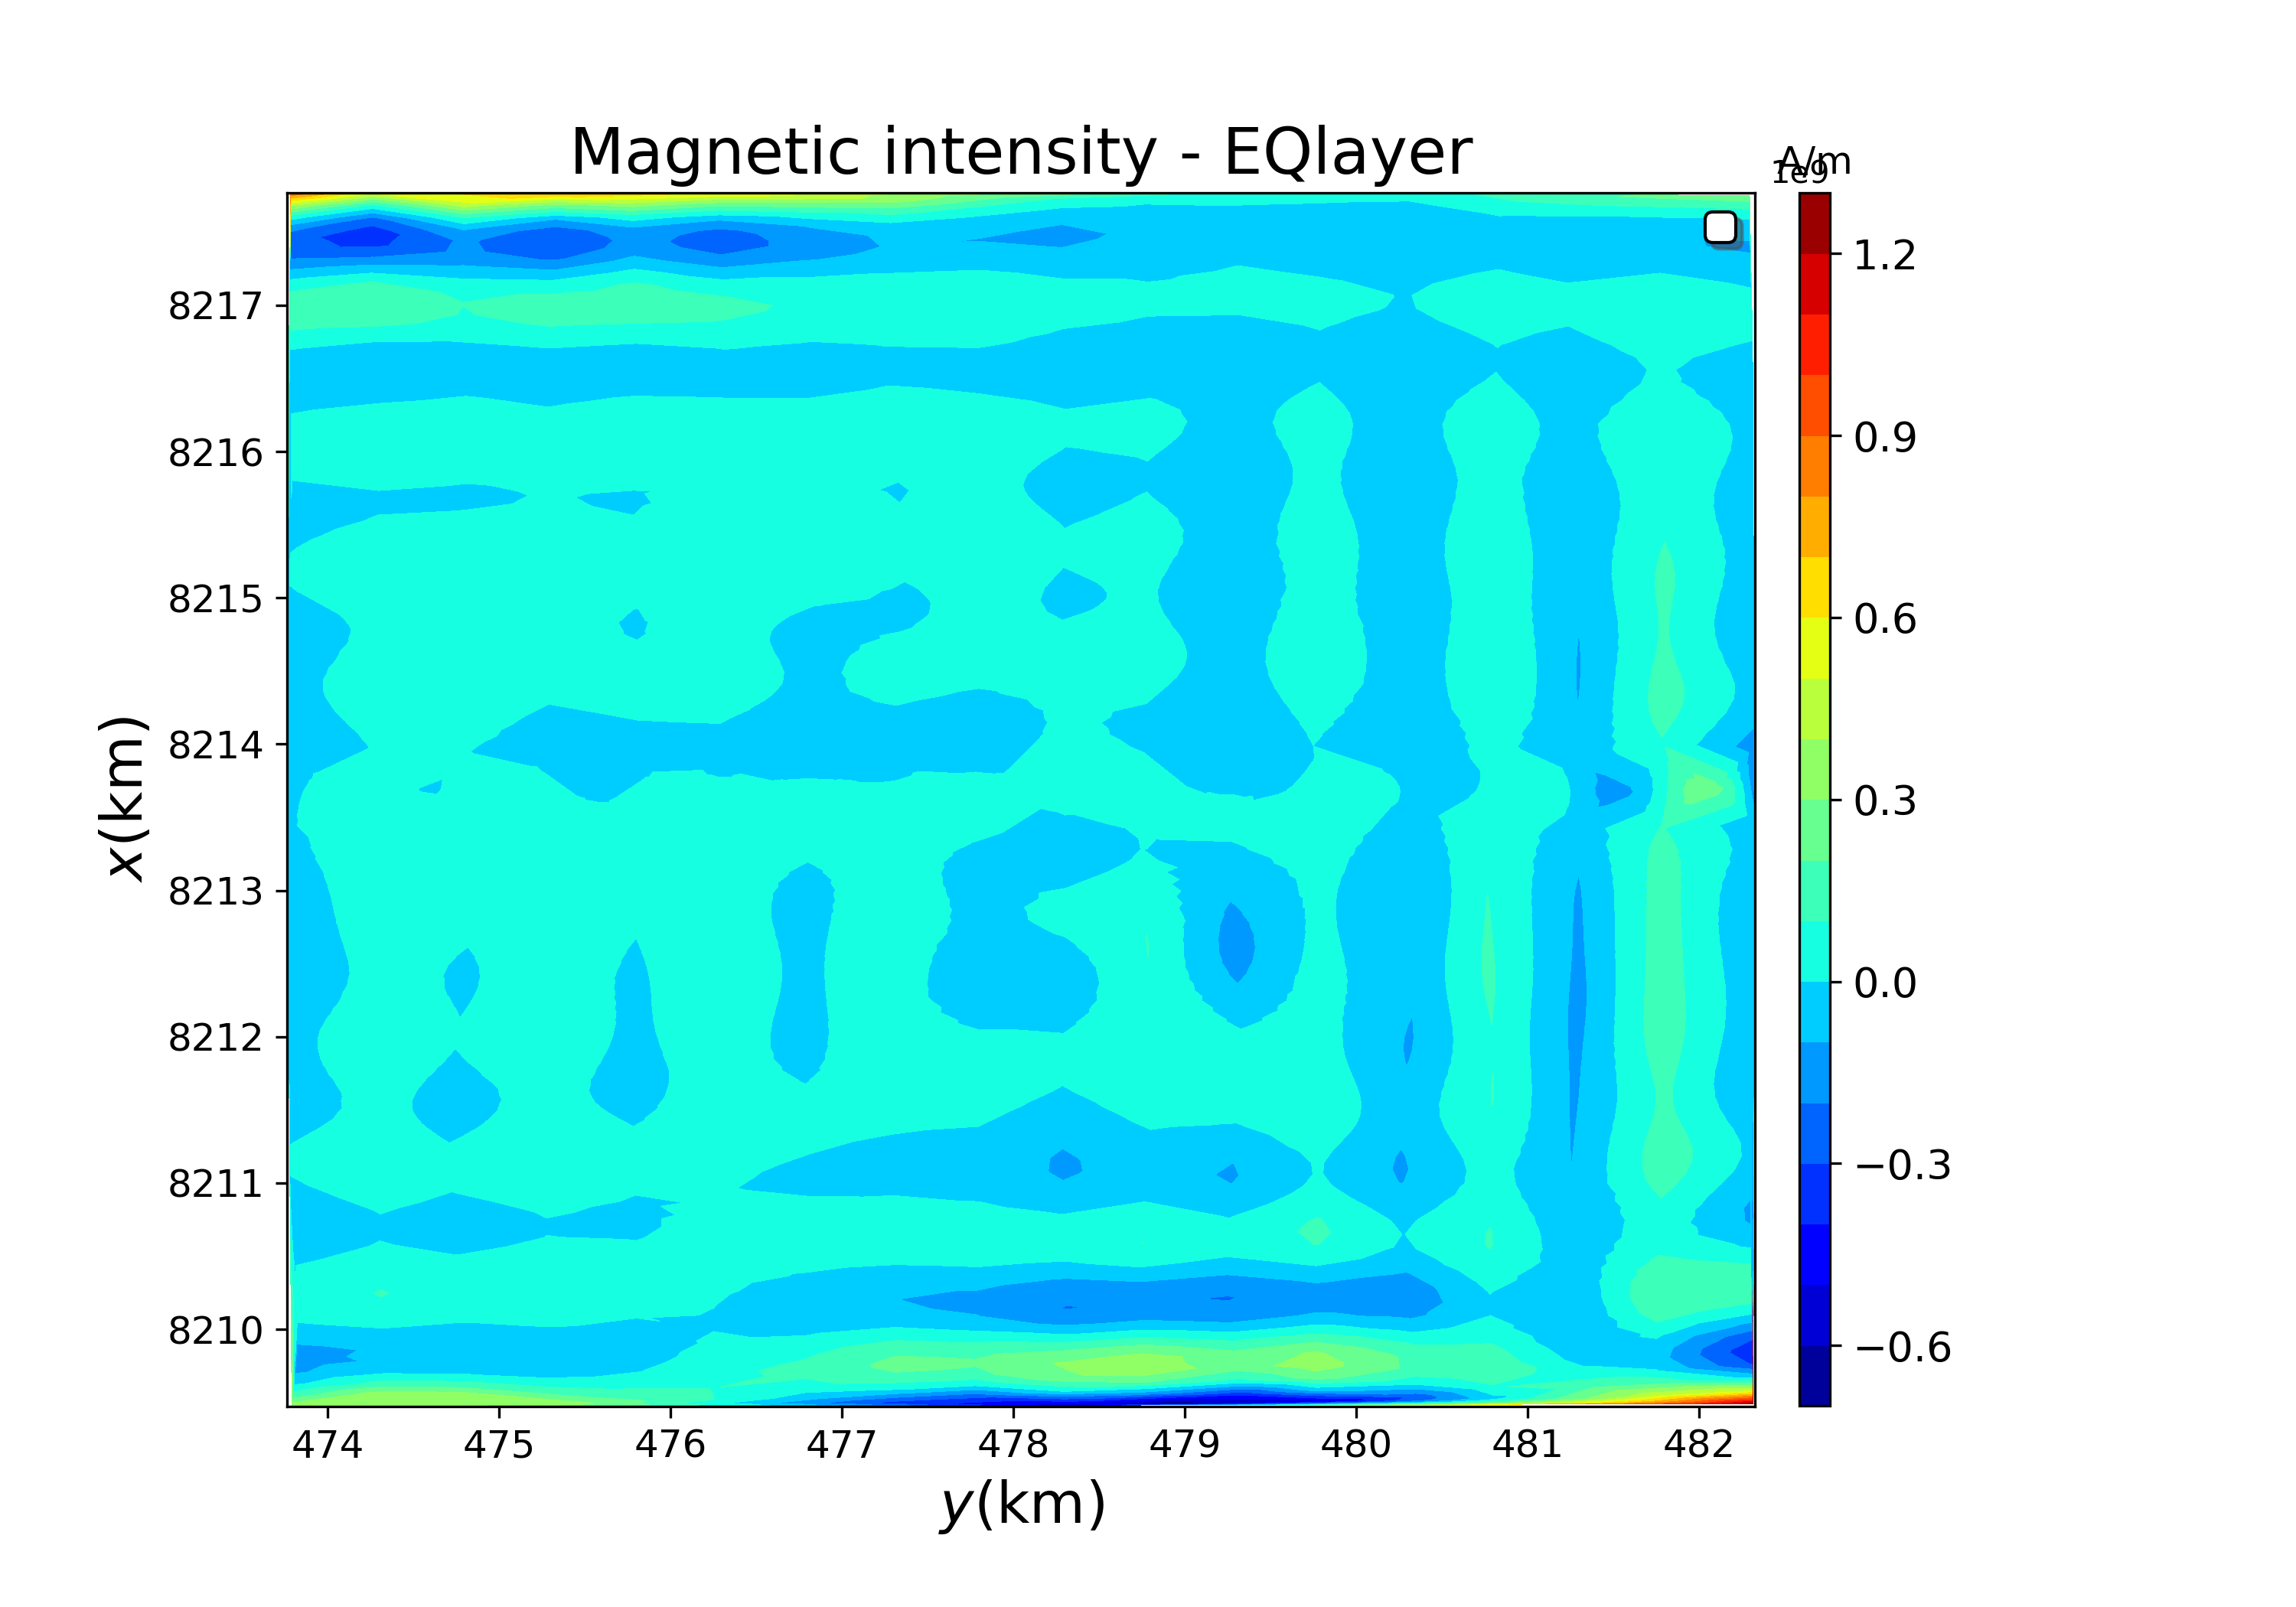 Magnetic intensity - EQlayer
A/m
1e9
x(km)
8217
8216
8215
8214
8213
8212
8211
8210
474 475 476 477 478 479 480 481 482
y(km)
1.2
0.9
0.6
0.3
0.0
−0.3
−0.6